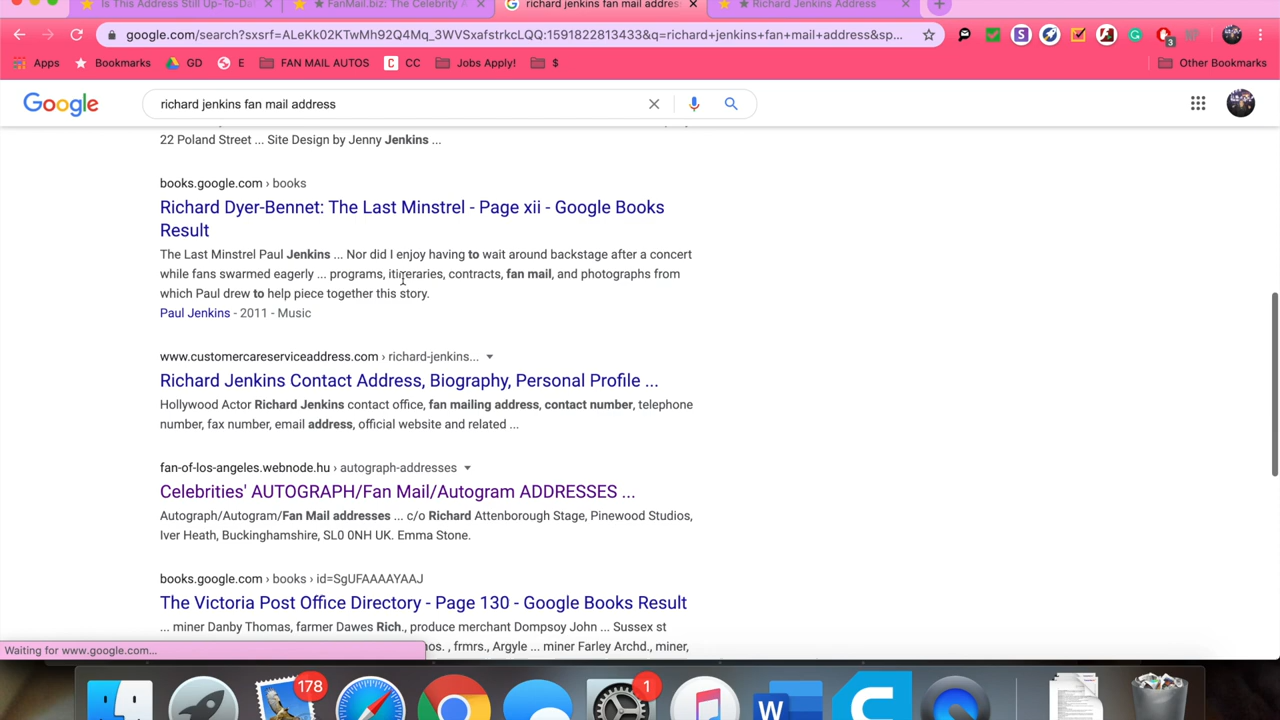 Is This Address Still Up-To-Da
★ FanMail.biz: The Celebrity A
richard jenkins fan mail address
★ Richard Jenkins Address
google.com/search?sxsrf=ALeKk02KTwMh92Q4Mq_3WVSxafstrkcLQQ:1591822813433&q=richard+jenkins+fan+mail+address&sp...
Apps Bookmarks GD E FAN MAIL AUTOS CC Jobs Apply! $ Other Bookmarks
Google richard jenkins fan mail address
22 Poland Street ... Site Design by Jenny Jenkins ...
books.google.com › books
Richard Dyer-Bennet: The Last Minstrel - Page xii - Google Books
Result
The Last Minstrel Paul Jenkins ... Nor did I enjoy having to wait around backstage after a concert
while fans swarmed eagerly ... programs, itineraries, contracts, fan mail, and photographs from
which Paul drew to help piece together this story.
Paul Jenkins - 2011 - Music
www.customercareserviceaddress.com › richard-jenkins...
Richard Jenkins Contact Address, Biography, Personal Profile ...
Hollywood Actor Richard Jenkins contact office, fan mailing address, contact number, telephone
number, fax number, email address, official website and related ...
fan-of-los-angeles.webnode.hu › autograph-addresses
Celebrities' AUTOGRAPH/Fan Mail/Autogram ADDRESSES ...
Autograph/Autogram/Fan Mail addresses ... c/o Richard Attenborough Stage, Pinewood Studios,
Iver Heath, Buckinghamshire, SL0 0NH UK. Emma Stone.
books.google.com › books › id=SgUFAAAAYAAJ
The Victoria Post Office Directory - Page 130 - Google Books Result
... miner Danby Thomas, farmer Dawes Rich., produce merchant Dompsoy John ... Sussex st
nos. , frmrs., Argyle ... miner Farley Archd., miner,
Waiting for www.google.com...
178
1
3
W